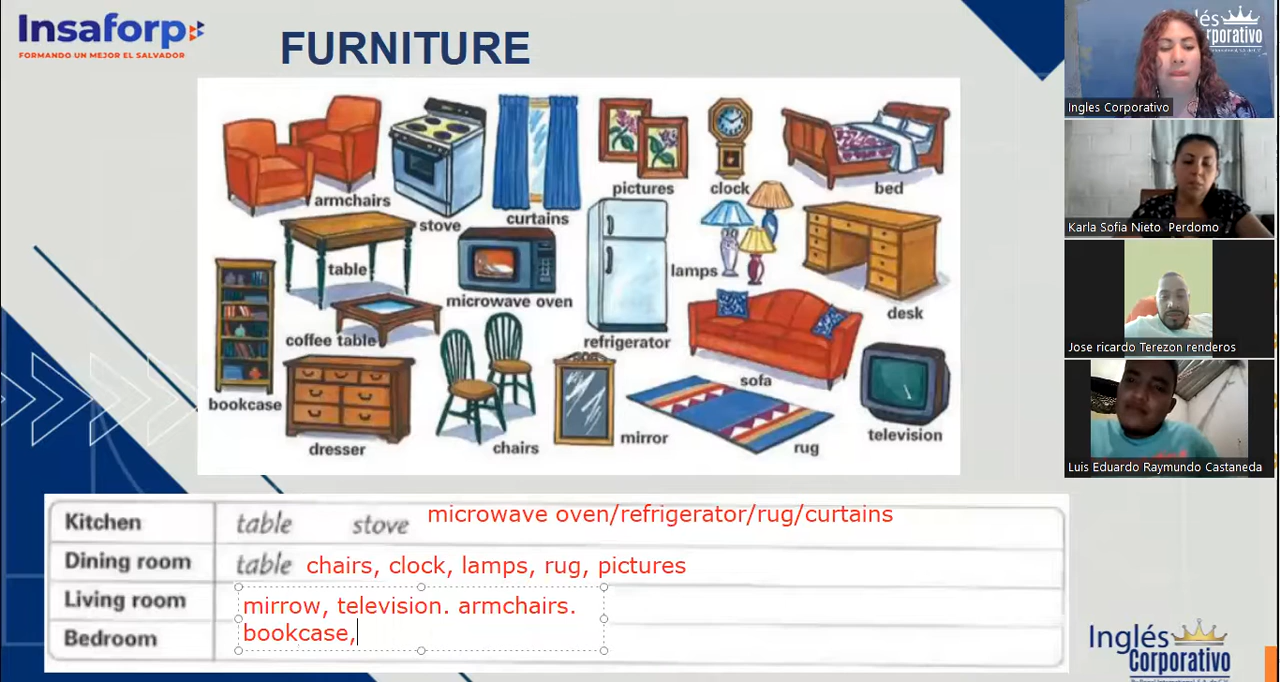 Insaforp
FORMANDO UN MEJOR EL SALVADOR
FURNITURE
armchairs
stove
curtains
pictures
clock
bed
table
microwave oven
lamps
desk
coffee table
refrigerator
sofa
bookcase
dresser
chairs
mirror
rug
television
Kitchen table stove microwave oven/refrigerator/rug/curtains
Dining room table chairs, clock, lamps, rug, pictures
Living room mirrow, television. armchairs.
Bedroom bookcase,
Inglés
Corporativo
Ingles Corporativo
Karla Sofia Nieto Perdomo
Jose ricardo Terezon renderos
Luis Eduardo Raymundo Castaneda